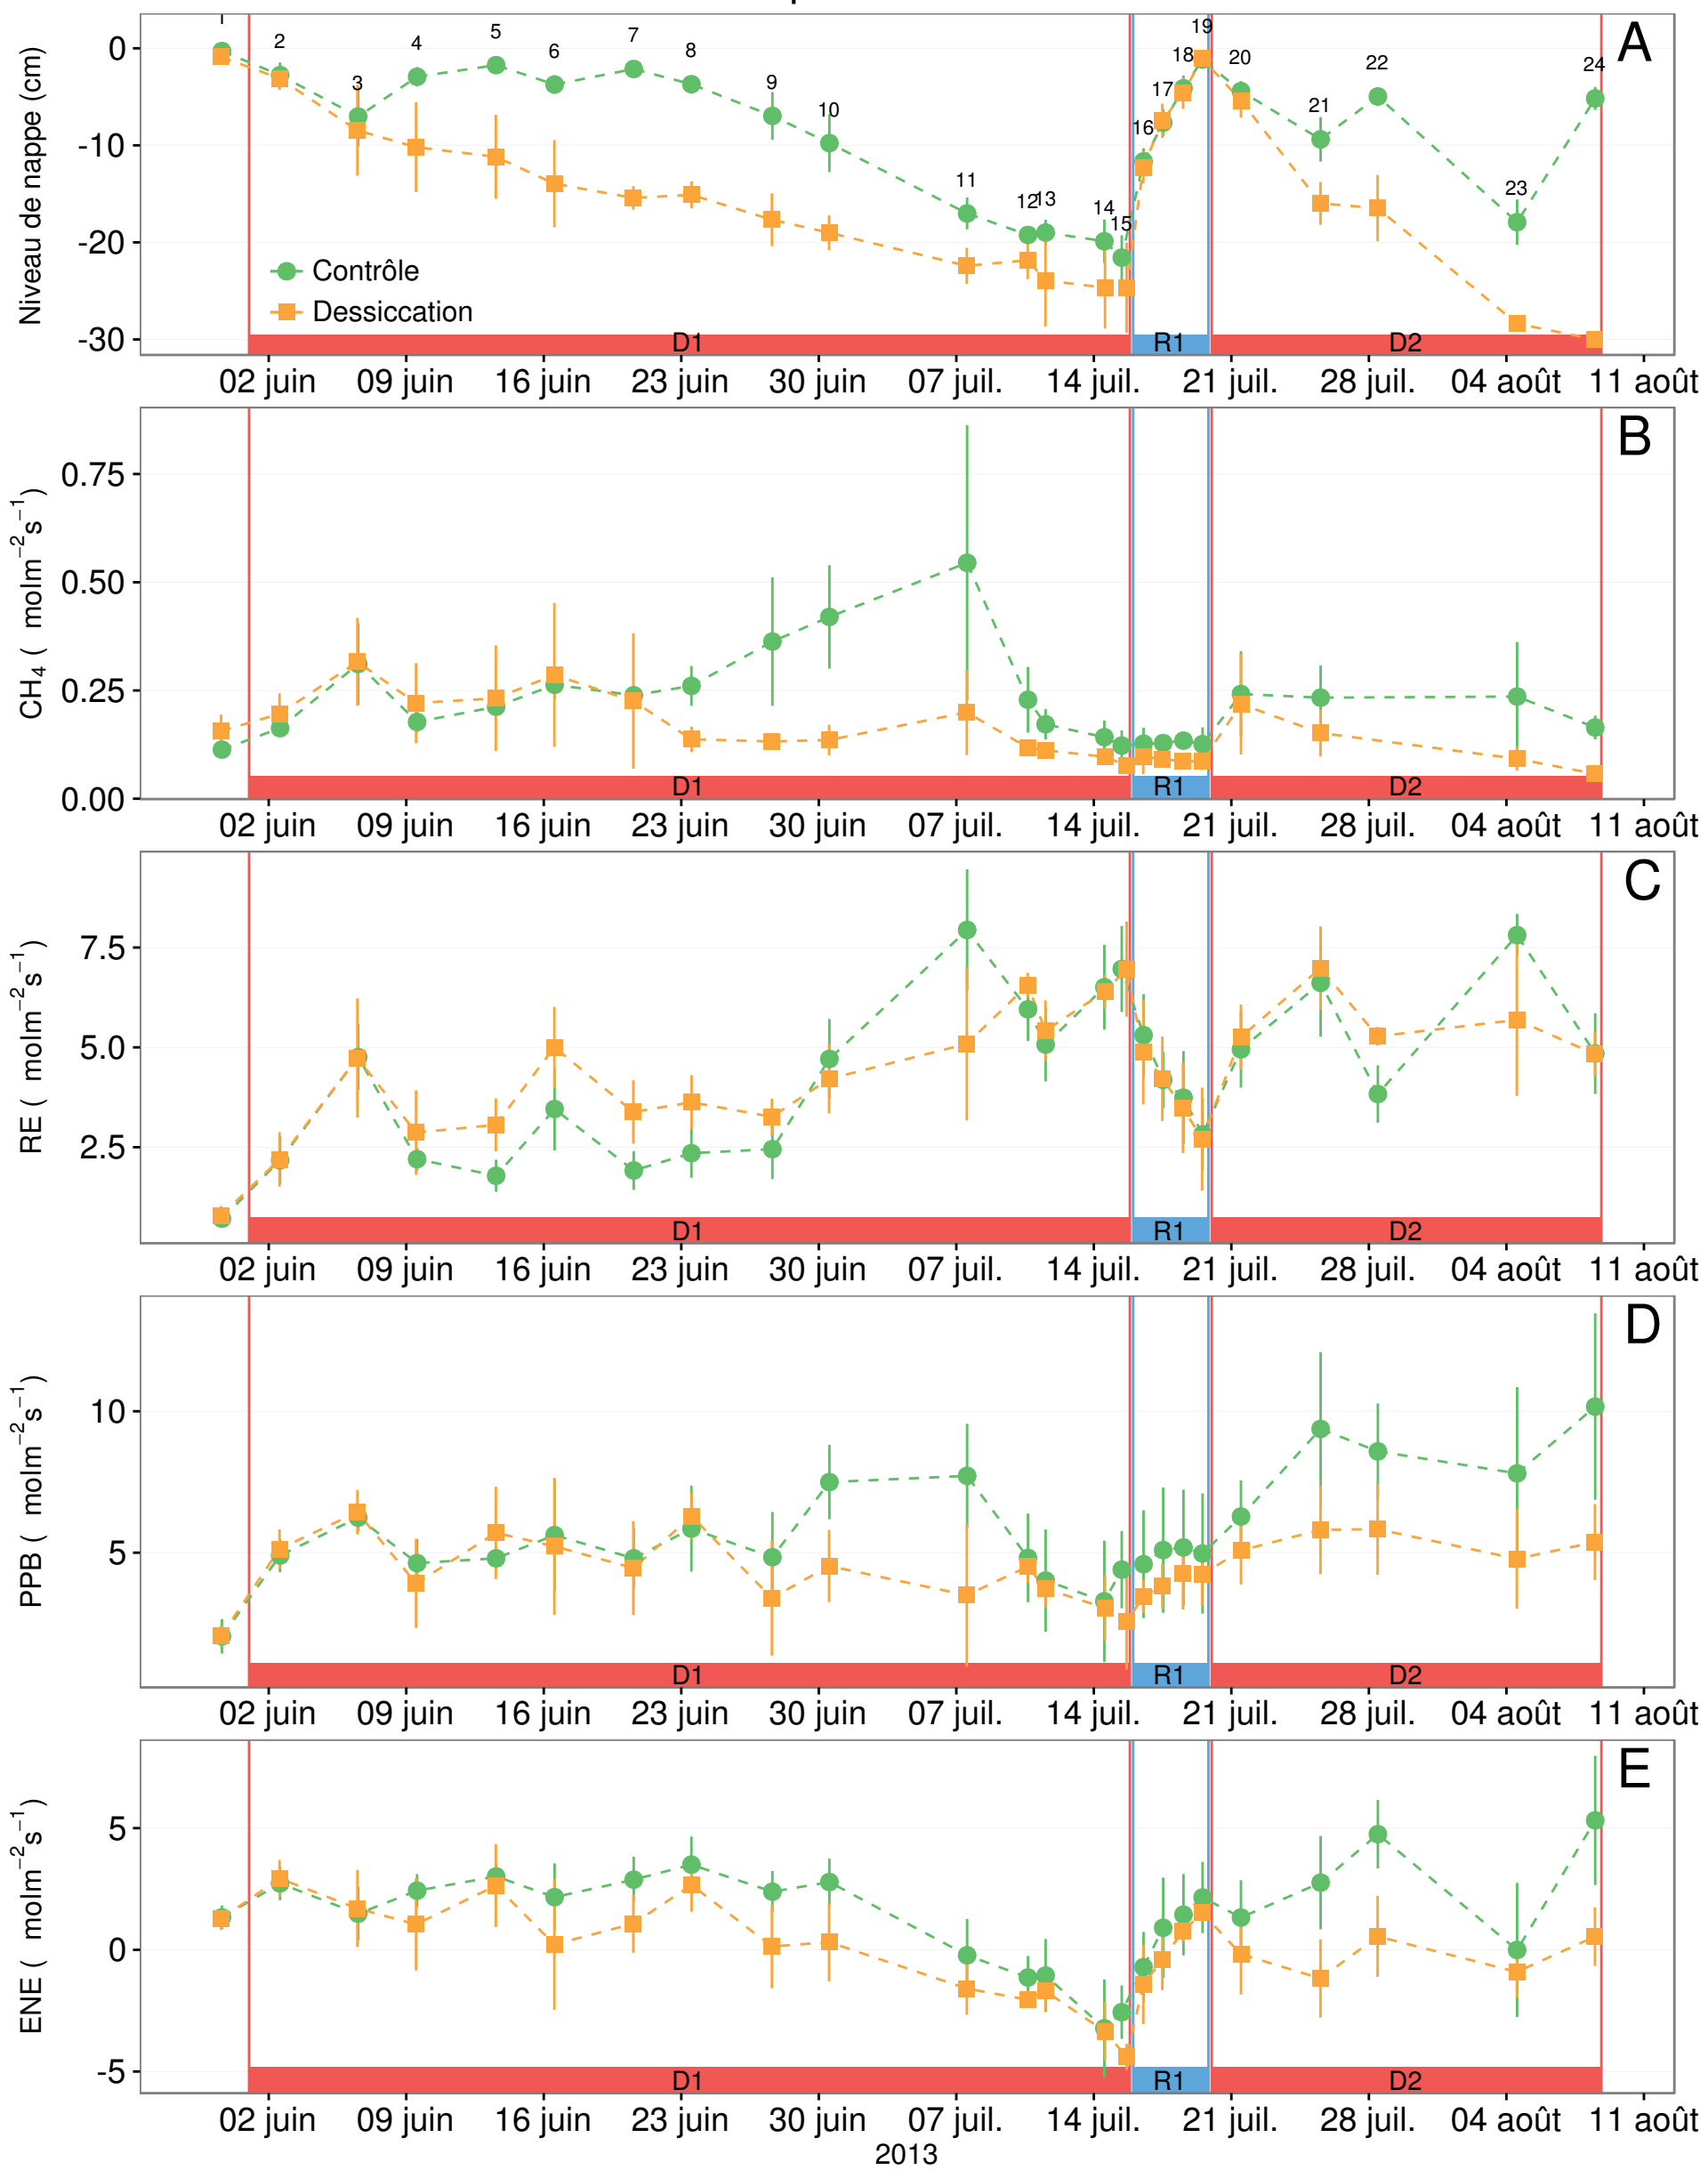 1 2 3 4 5 6 7 8 9 10 11 12 13 14 15 16 17 18 19 20 21 22 23 24
A
Niveau de nappe (cm)
0
-10
-20
-30
Contrôle
Dessiccation
D1 R1 D2
02 juin 09 juin 16 juin 23 juin 30 juin 07 juil. 14 juil. 21 juil. 28 juil. 04 août 11 août
B
CH4 ( molm−2s−1)
0.75
0.50
0.25
0.00
D1 R1 D2
02 juin 09 juin 16 juin 23 juin 30 juin 07 juil. 14 juil. 21 juil. 28 juil. 04 août 11 août
C
RE ( molm−2s−1)
7.5
5.0
2.5
D1 R1 D2
02 juin 09 juin 16 juin 23 juin 30 juin 07 juil. 14 juil. 21 juil. 28 juil. 04 août 11 août
D
PPB ( molm−2s−1)
10
5
D1 R1 D2
02 juin 09 juin 16 juin 23 juin 30 juin 07 juil. 14 juil. 21 juil. 28 juil. 04 août 11 août
E
ENE ( molm−2s−1)
5
0
-5
D1 R1 D2
02 juin 09 juin 16 juin 23 juin 30 juin 07 juil. 14 juil. 21 juil. 28 juil. 04 août 11 août
2013